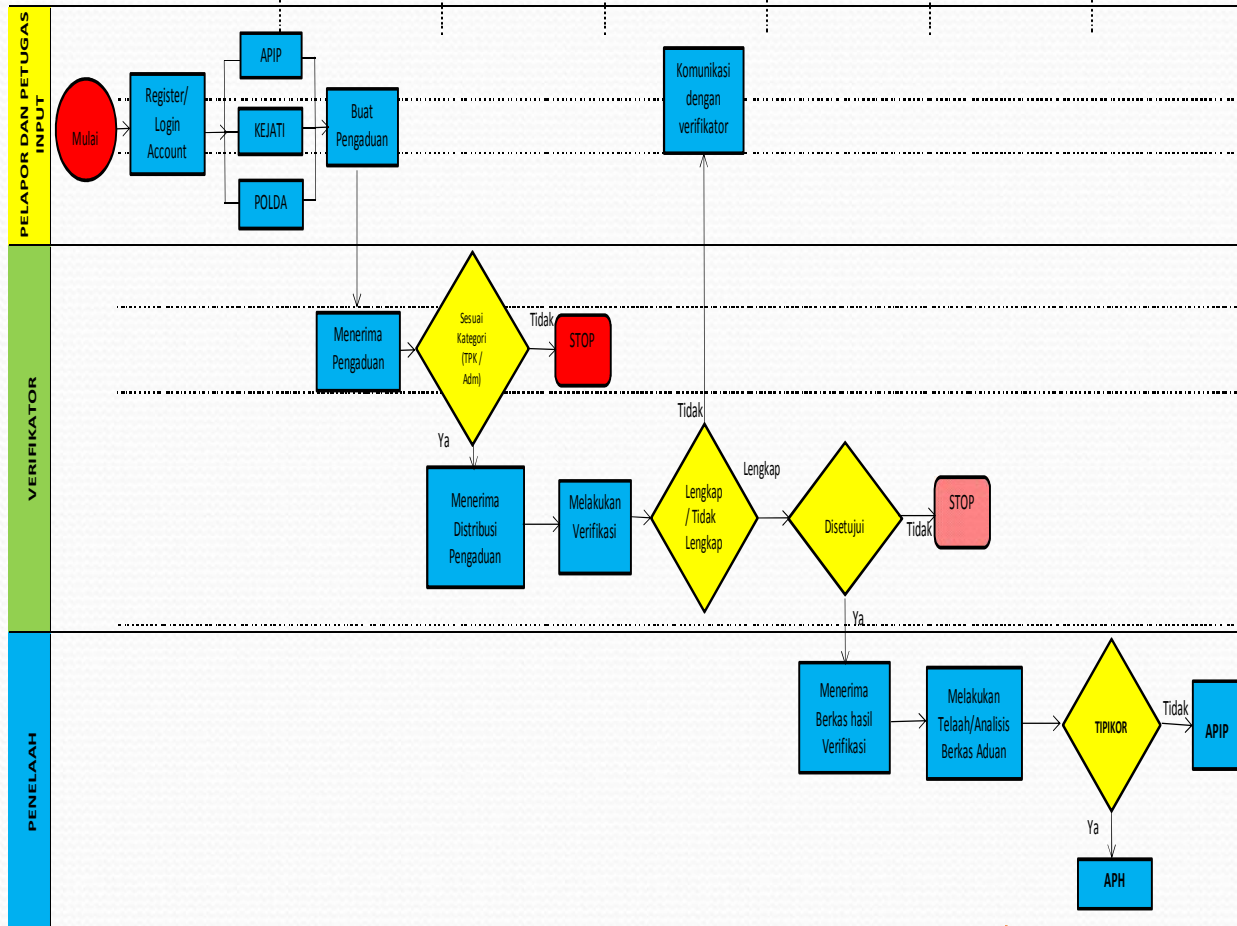 PELAPOR DAN PETUGAS
INPUT
Mulai
Register/
Login
Account
APIP
KEJATI
POLDA
Buat
Pengaduan
Komunikasi
dengan
verifikator
VERIFIKATOR
Menerima
Pengaduan
Sesuai
Kategori
(TPK /
Adm)
Tidak
STOP
Ya
Menerima
Distribusi
Pengaduan
Melakukan
Verifikasi
Tidak
Lengkap
/ Tidak
Lengkap
Lengkap
Disetujui
Tidak
STOP
Ya
PENELAAH
Menerima
Berkas hasil
Verifikasi
Melakukan
Telaah/Analisis
Berkas Aduan
TIPIKOR
Tidak
APIP
Ya
APH